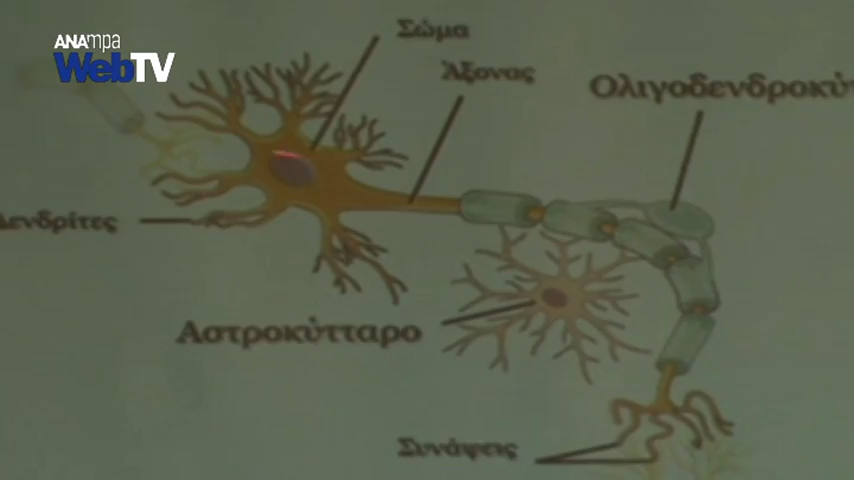 ANAmpa
WebTV
Σώμα
Άξονας
Ολιγοδενδροκύτ
Δενδρίτες
Αστροκύτταρο
Συνάψεις